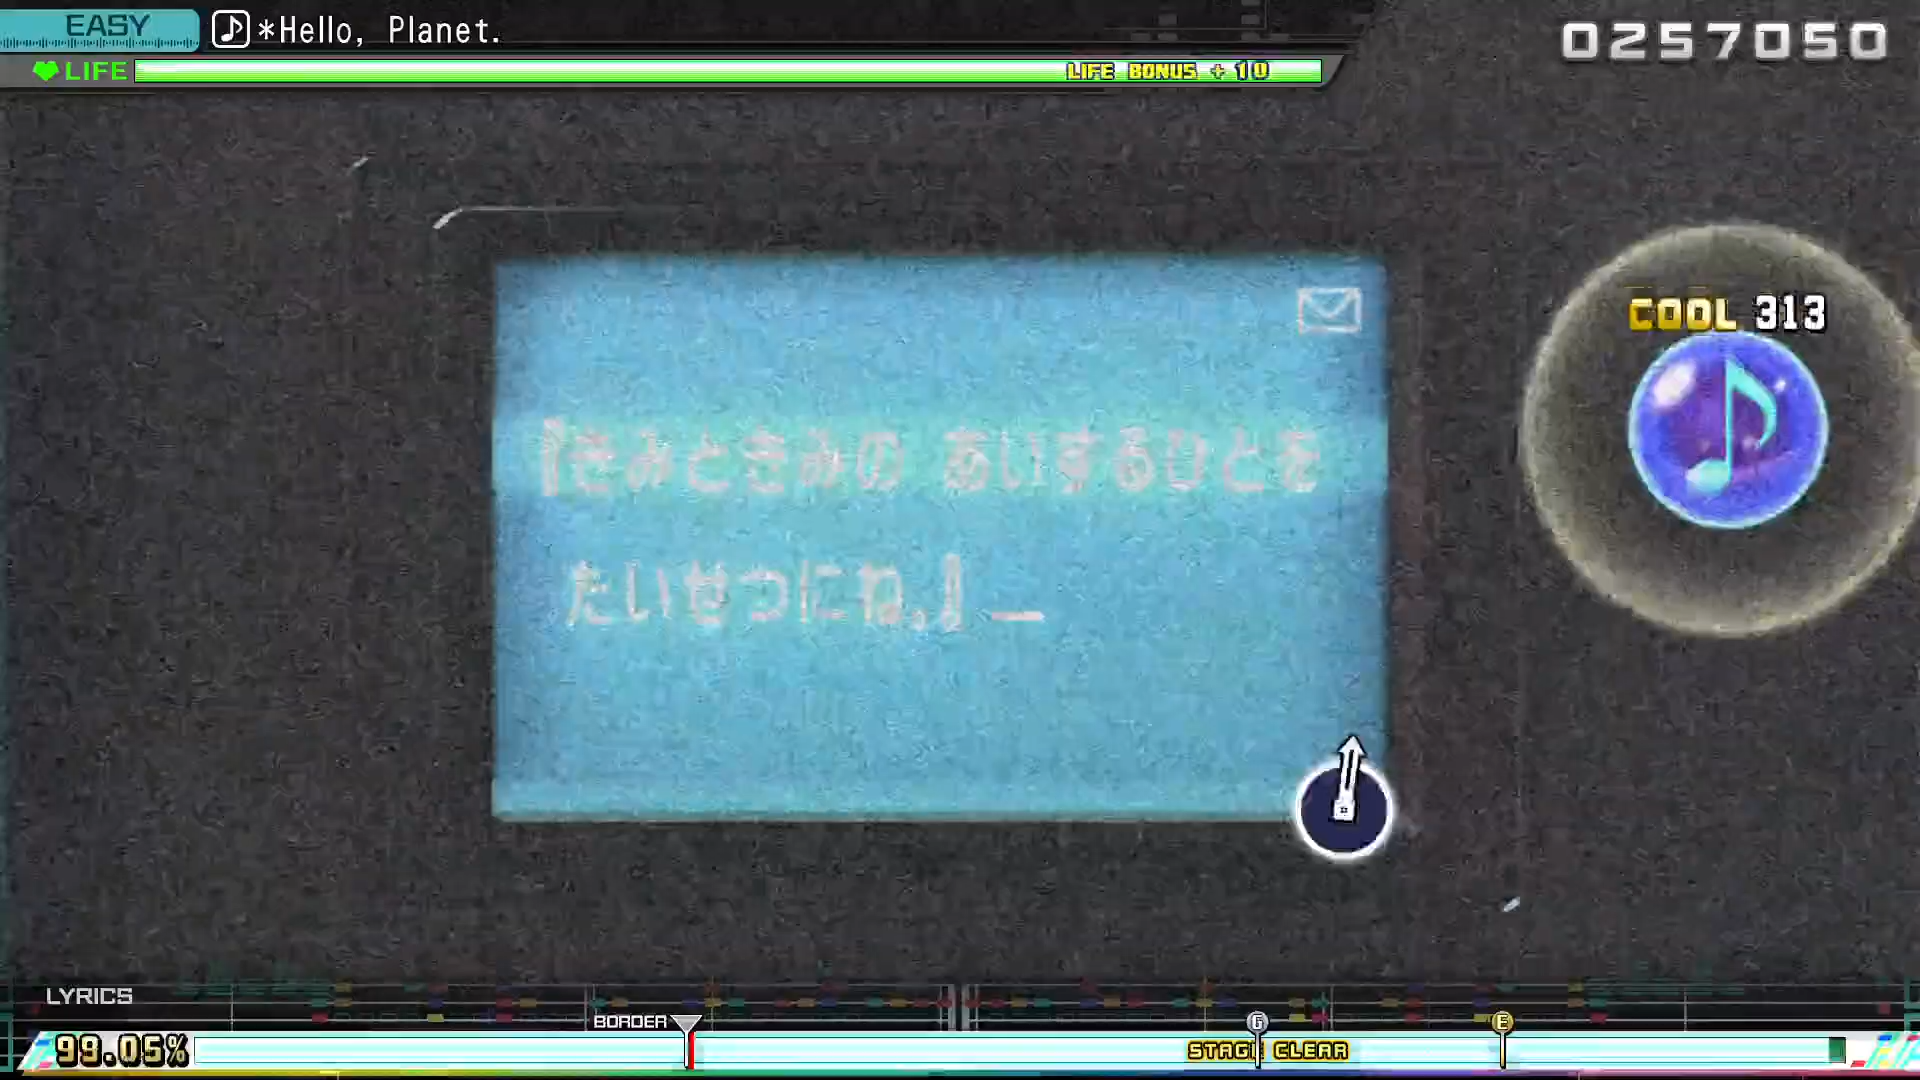 EASY
*Hello, Planet.
0257050
LIFE
LIFE BONUS + 10
COOL 313
『きみときみの あいするひとを
たいせつにね。』_
LYRICS
BORDER
G
E
99.05%
STAGE CLEAR